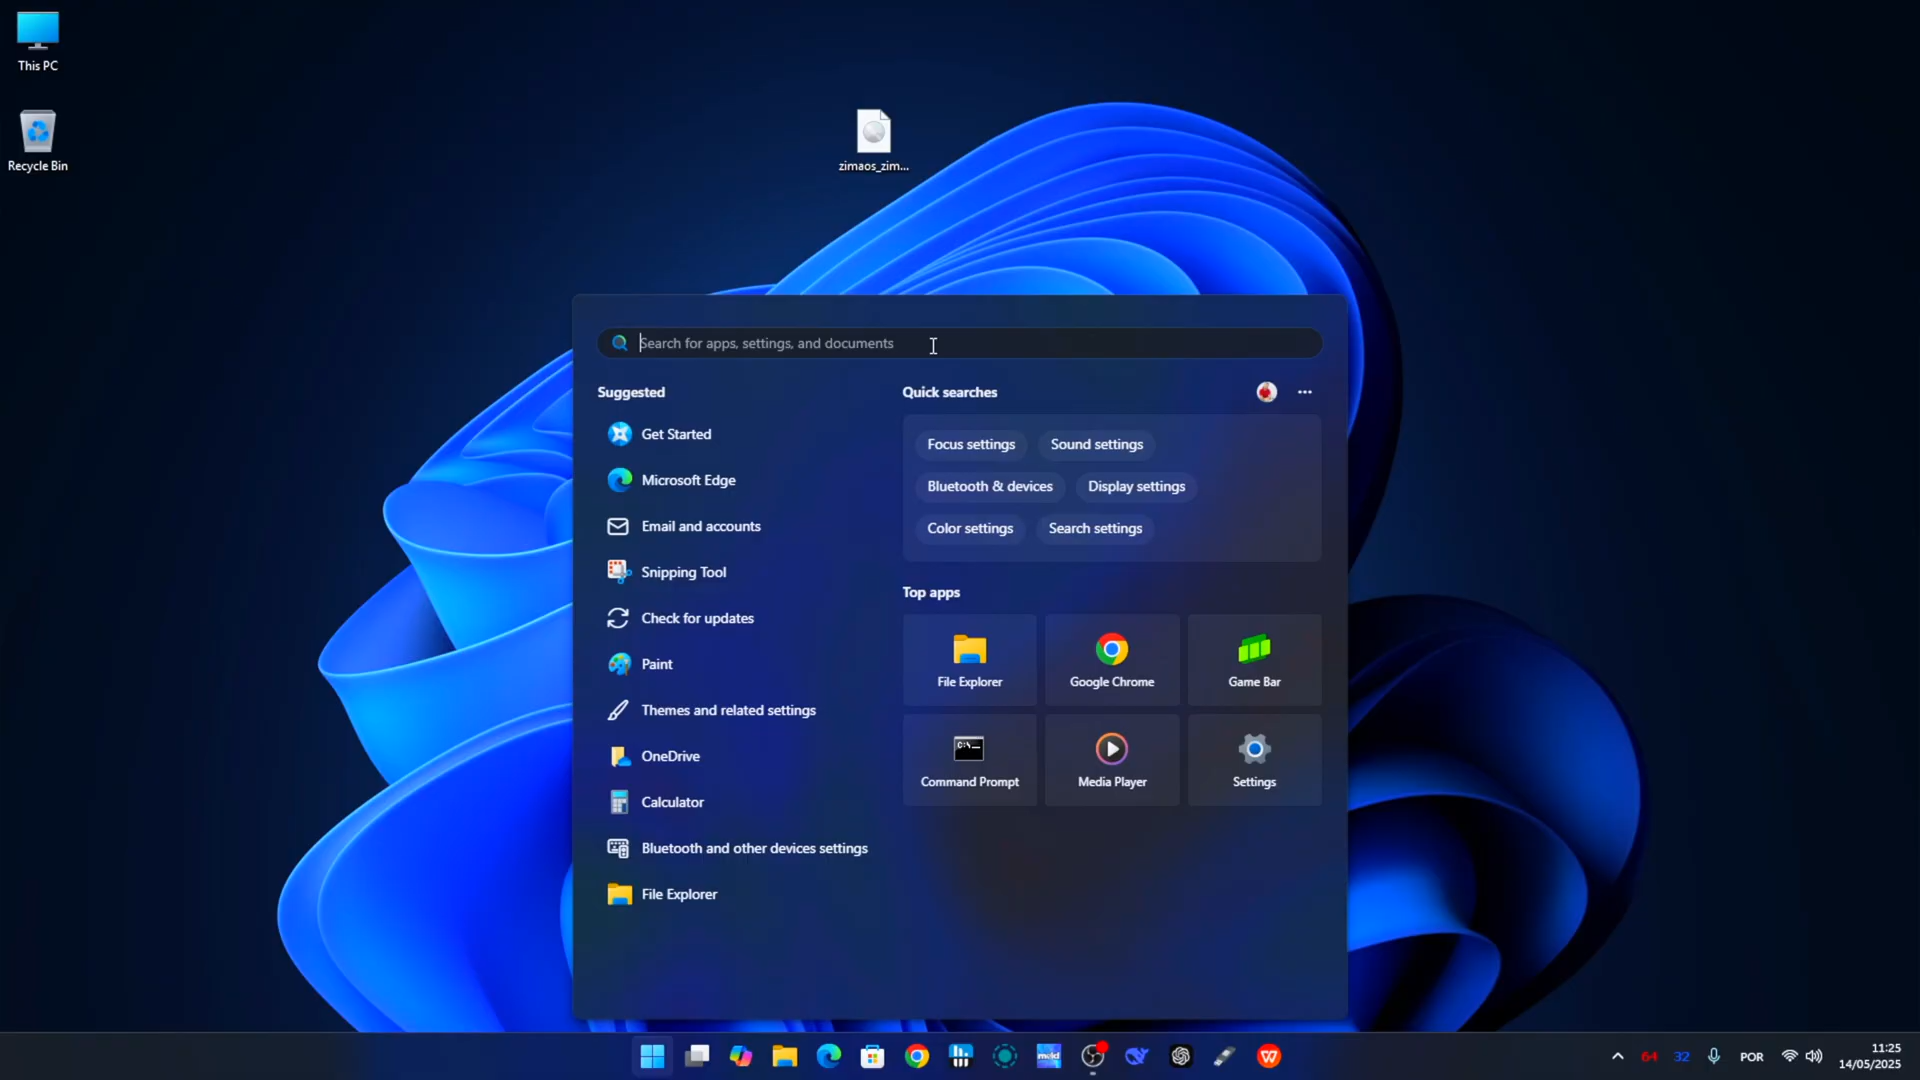 This PC
Recycle Bin
zimaos_zim...
Search for apps, settings, and documents
Suggested
Get Started
Microsoft Edge
Email and accounts
Snipping Tool
Check for updates
Paint
Themes and related settings
OneDrive
Calculator
Bluetooth and other devices settings
File Explorer
Quick searches
Focus settings
Sound settings
Bluetooth & devices
Display settings
Color settings
Search settings
Top apps
File Explorer
Google Chrome
Game Bar
C:\
Command Prompt
Media Player
Settings
meld
W
64
32
POR
11:25
14/05/2025